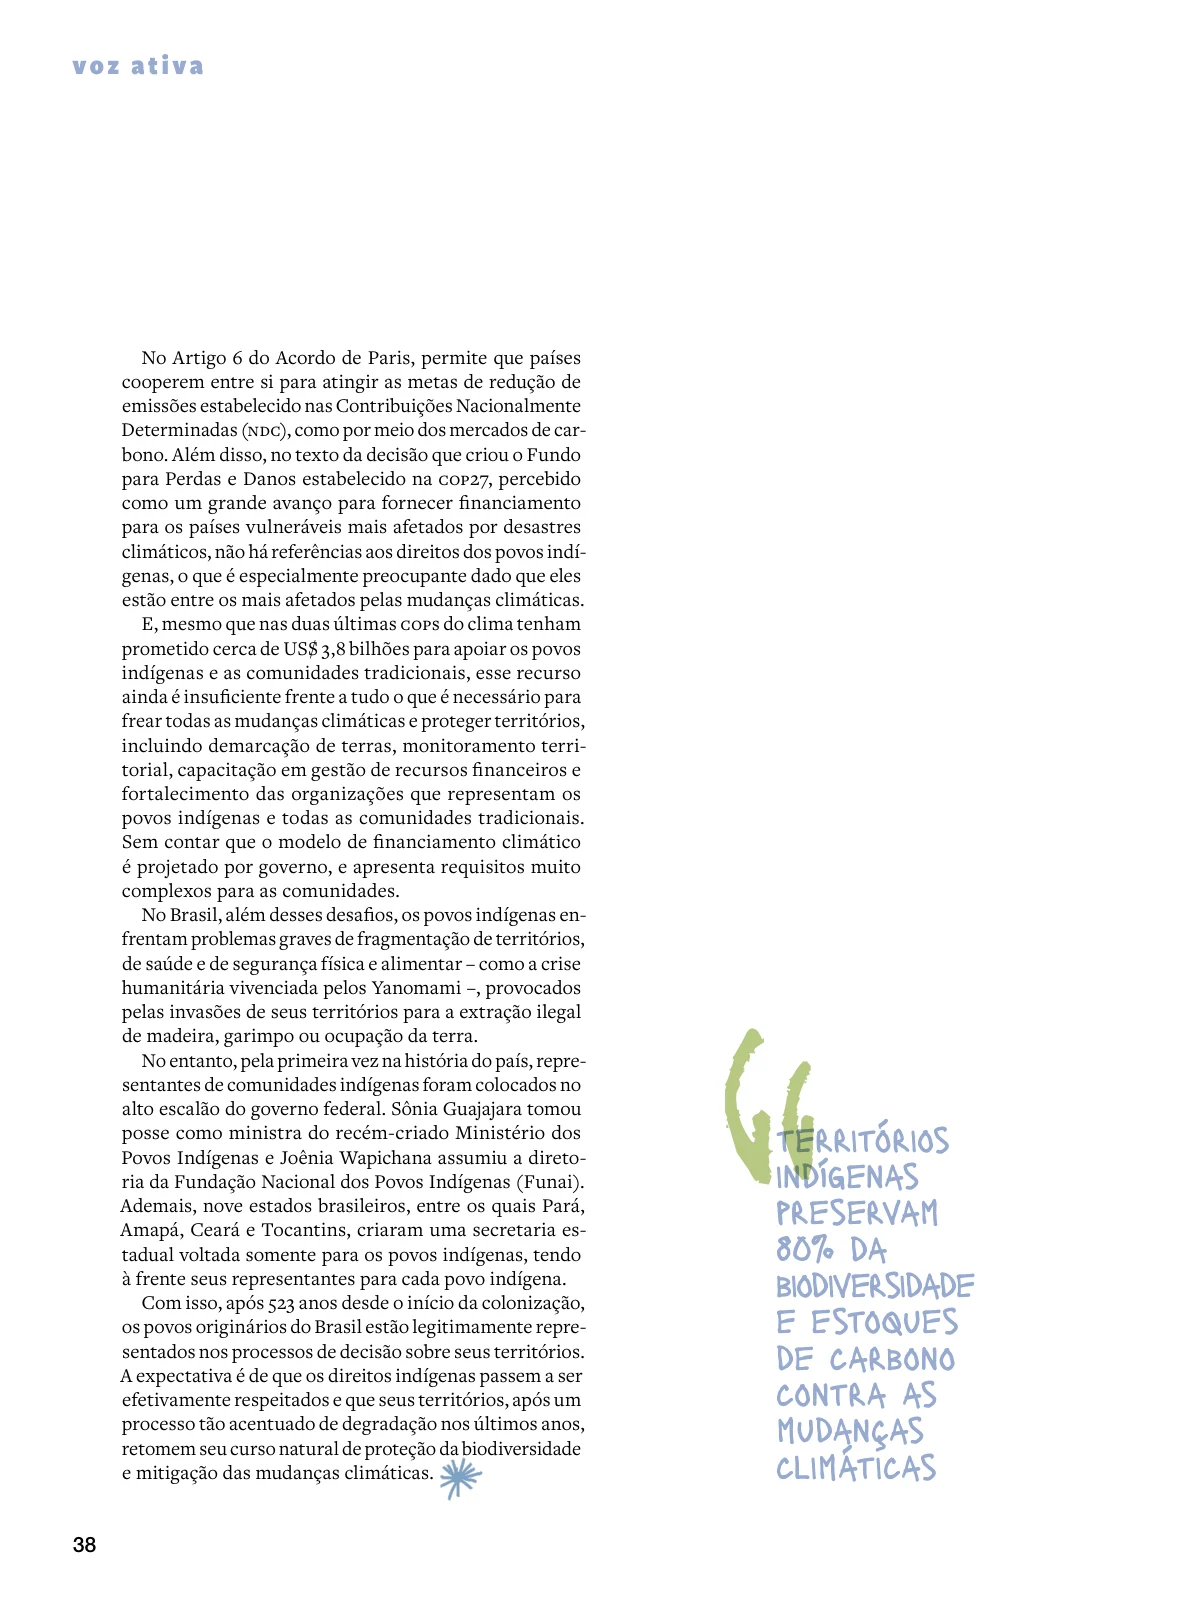 voz ativa
No Artigo 6 do Acordo de Paris, permite que países
cooperem entre si para atingir as metas de redução de
emissões estabelecido nas Contribuições Nacionalmente
Determinadas (NDC), como por meio dos mercados de car-
bono. Além disso, no texto da decisão que criou o Fundo
para Perdas e Danos estabelecido na COP27, percebido
como um grande avanço para fornecer financiamento
para os países vulneráveis mais afetados por desastres
climáticos, não há referências aos direitos dos povos indí-
genas, o que é especialmente preocupante dado que eles
estão entre os mais afetados pelas mudanças climáticas.
E, mesmo que nas duas últimas COPs do clima tenham
prometido cerca de US$ 3,8 bilhões para apoiar os povos
indígenas e as comunidades tradicionais, esse recurso
ainda é insuficiente frente a tudo o que é necessário para
frear todas as mudanças climáticas e proteger territórios,
incluindo demarcação de terras, monitoramento terri-
torial, capacitação em gestão de recursos financeiros e
fortalecimento das organizações que representam os
povos indígenas e todas as comunidades tradicionais.
Sem contar que o modelo de financiamento climático
é projetado por governo, e apresenta requisitos muito
complexos para as comunidades.
No Brasil, além desses desafios, os povos indígenas en-
frentam problemas graves de fragmentação de territórios,
de saúde e de segurança física e alimentar – como a crise
humanitária vivenciada pelos Yanomami –, provocados
pelas invasões de seus territórios para a extração ilegal
de madeira, garimpo ou ocupação da terra.
No entanto, pela primeira vez na história do país, repre-
sentantes de comunidades indígenas foram colocados no
alto escalão do governo federal. Sônia Guajajara tomou
posse como ministra do recém-criado Ministério dos
Povos Indígenas e Joênia Wapichana assumiu a direto-
ria da Fundação Nacional dos Povos Indígenas (Funai).
Ademais, nove estados brasileiros, entre os quais Pará,
Amapá, Ceará e Tocantins, criaram uma secretaria es-
tadual voltada somente para os povos indígenas, tendo
à frente seus representantes para cada povo indígena.
Com isso, após 523 anos desde o início da colonização,
os povos originários do Brasil estão legitimamente repre-
sentados nos processos de decisão sobre seus territórios.
A expectativa é de que os direitos indígenas passem a ser
efetivamente respeitados e que seus territórios, após um
processo tão acentuado de degradação nos últimos anos,
retomem seu curso natural de proteção da biodiversidade
e mitigação das mudanças climáticas.
“
TERRITÓRIOS
INDÍGENAS
PRESERVAM
80% DA
BIODIVERSIDADE
E ESTOQUES
DE CARBONO
CONTRA AS
MUDANÇAS
CLIMÁTICAS
38